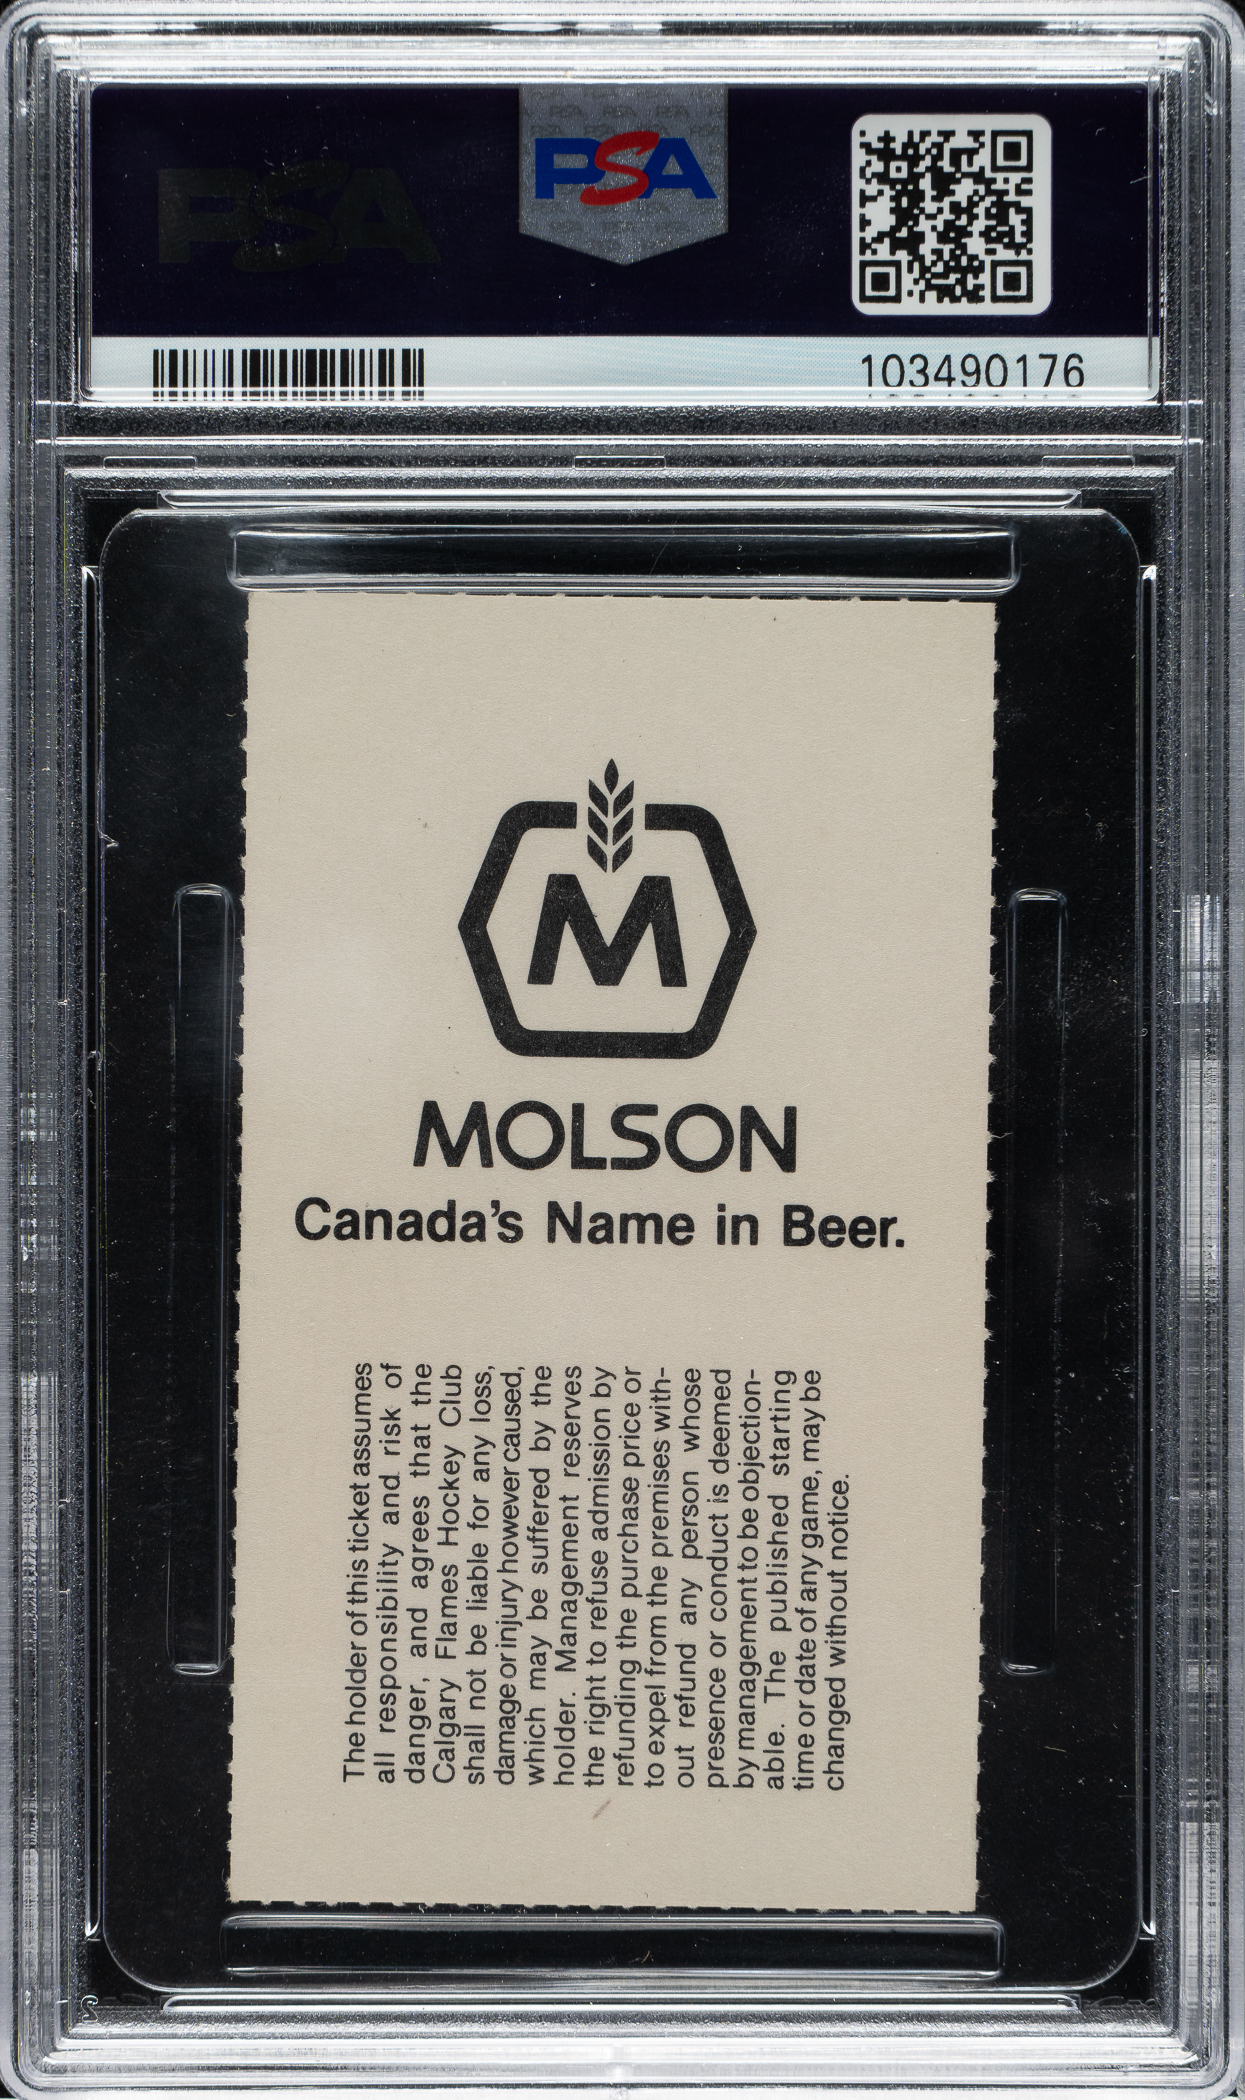 PSA
PSA
103490176
M
MOLSON
Canada's Name in Beer.
The holder of this ticket assumes
all responsibility and risk of
danger, and agrees that the
Calgary Flames Hockey Club
shall not be liable for any loss,
damage or injury however caused,
which may be suffered by the
holder. Management reserves
the right to refuse admission by
refunding the purchase price or
to expel from the premises with-
out refund any person whose
presence or conduct is deemed
by management to be objection-
able. The published starting
time or date of any game, may be
changed without notice.